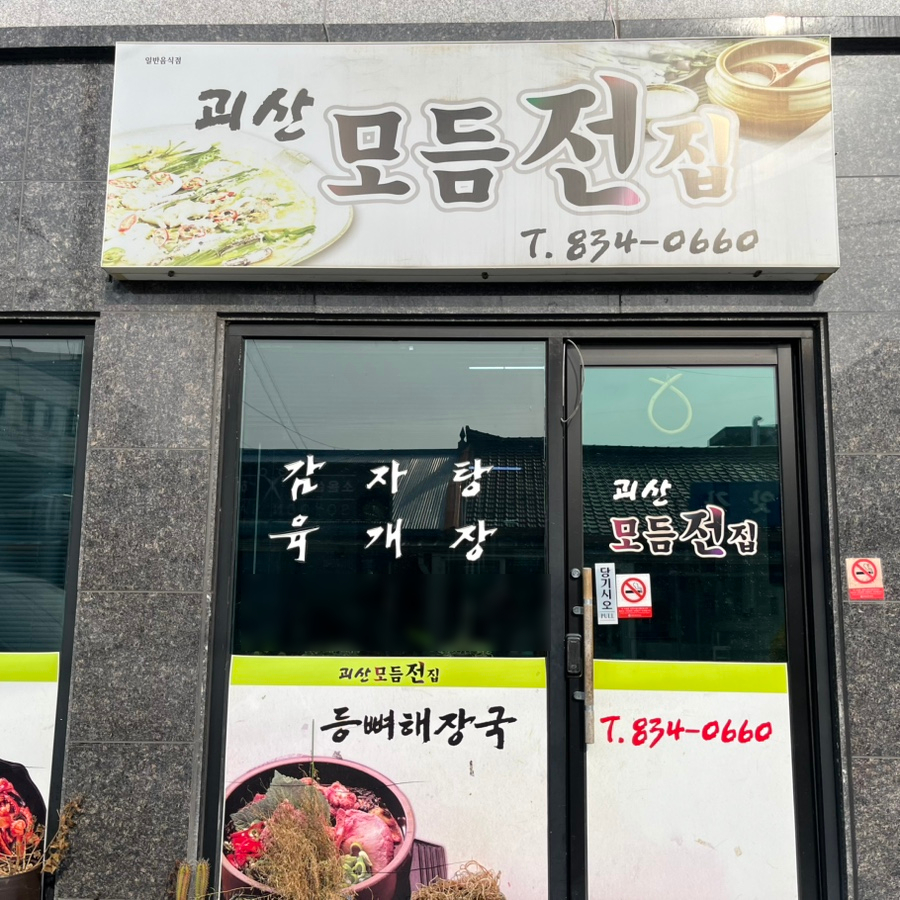 일반음식점
괴산 모듬전집
T. 834-0660
감자탕
육개장
괴산
모듬전집
당기시오
PULL
괴산모듬전집
등뼈해장국
T. 834-0660